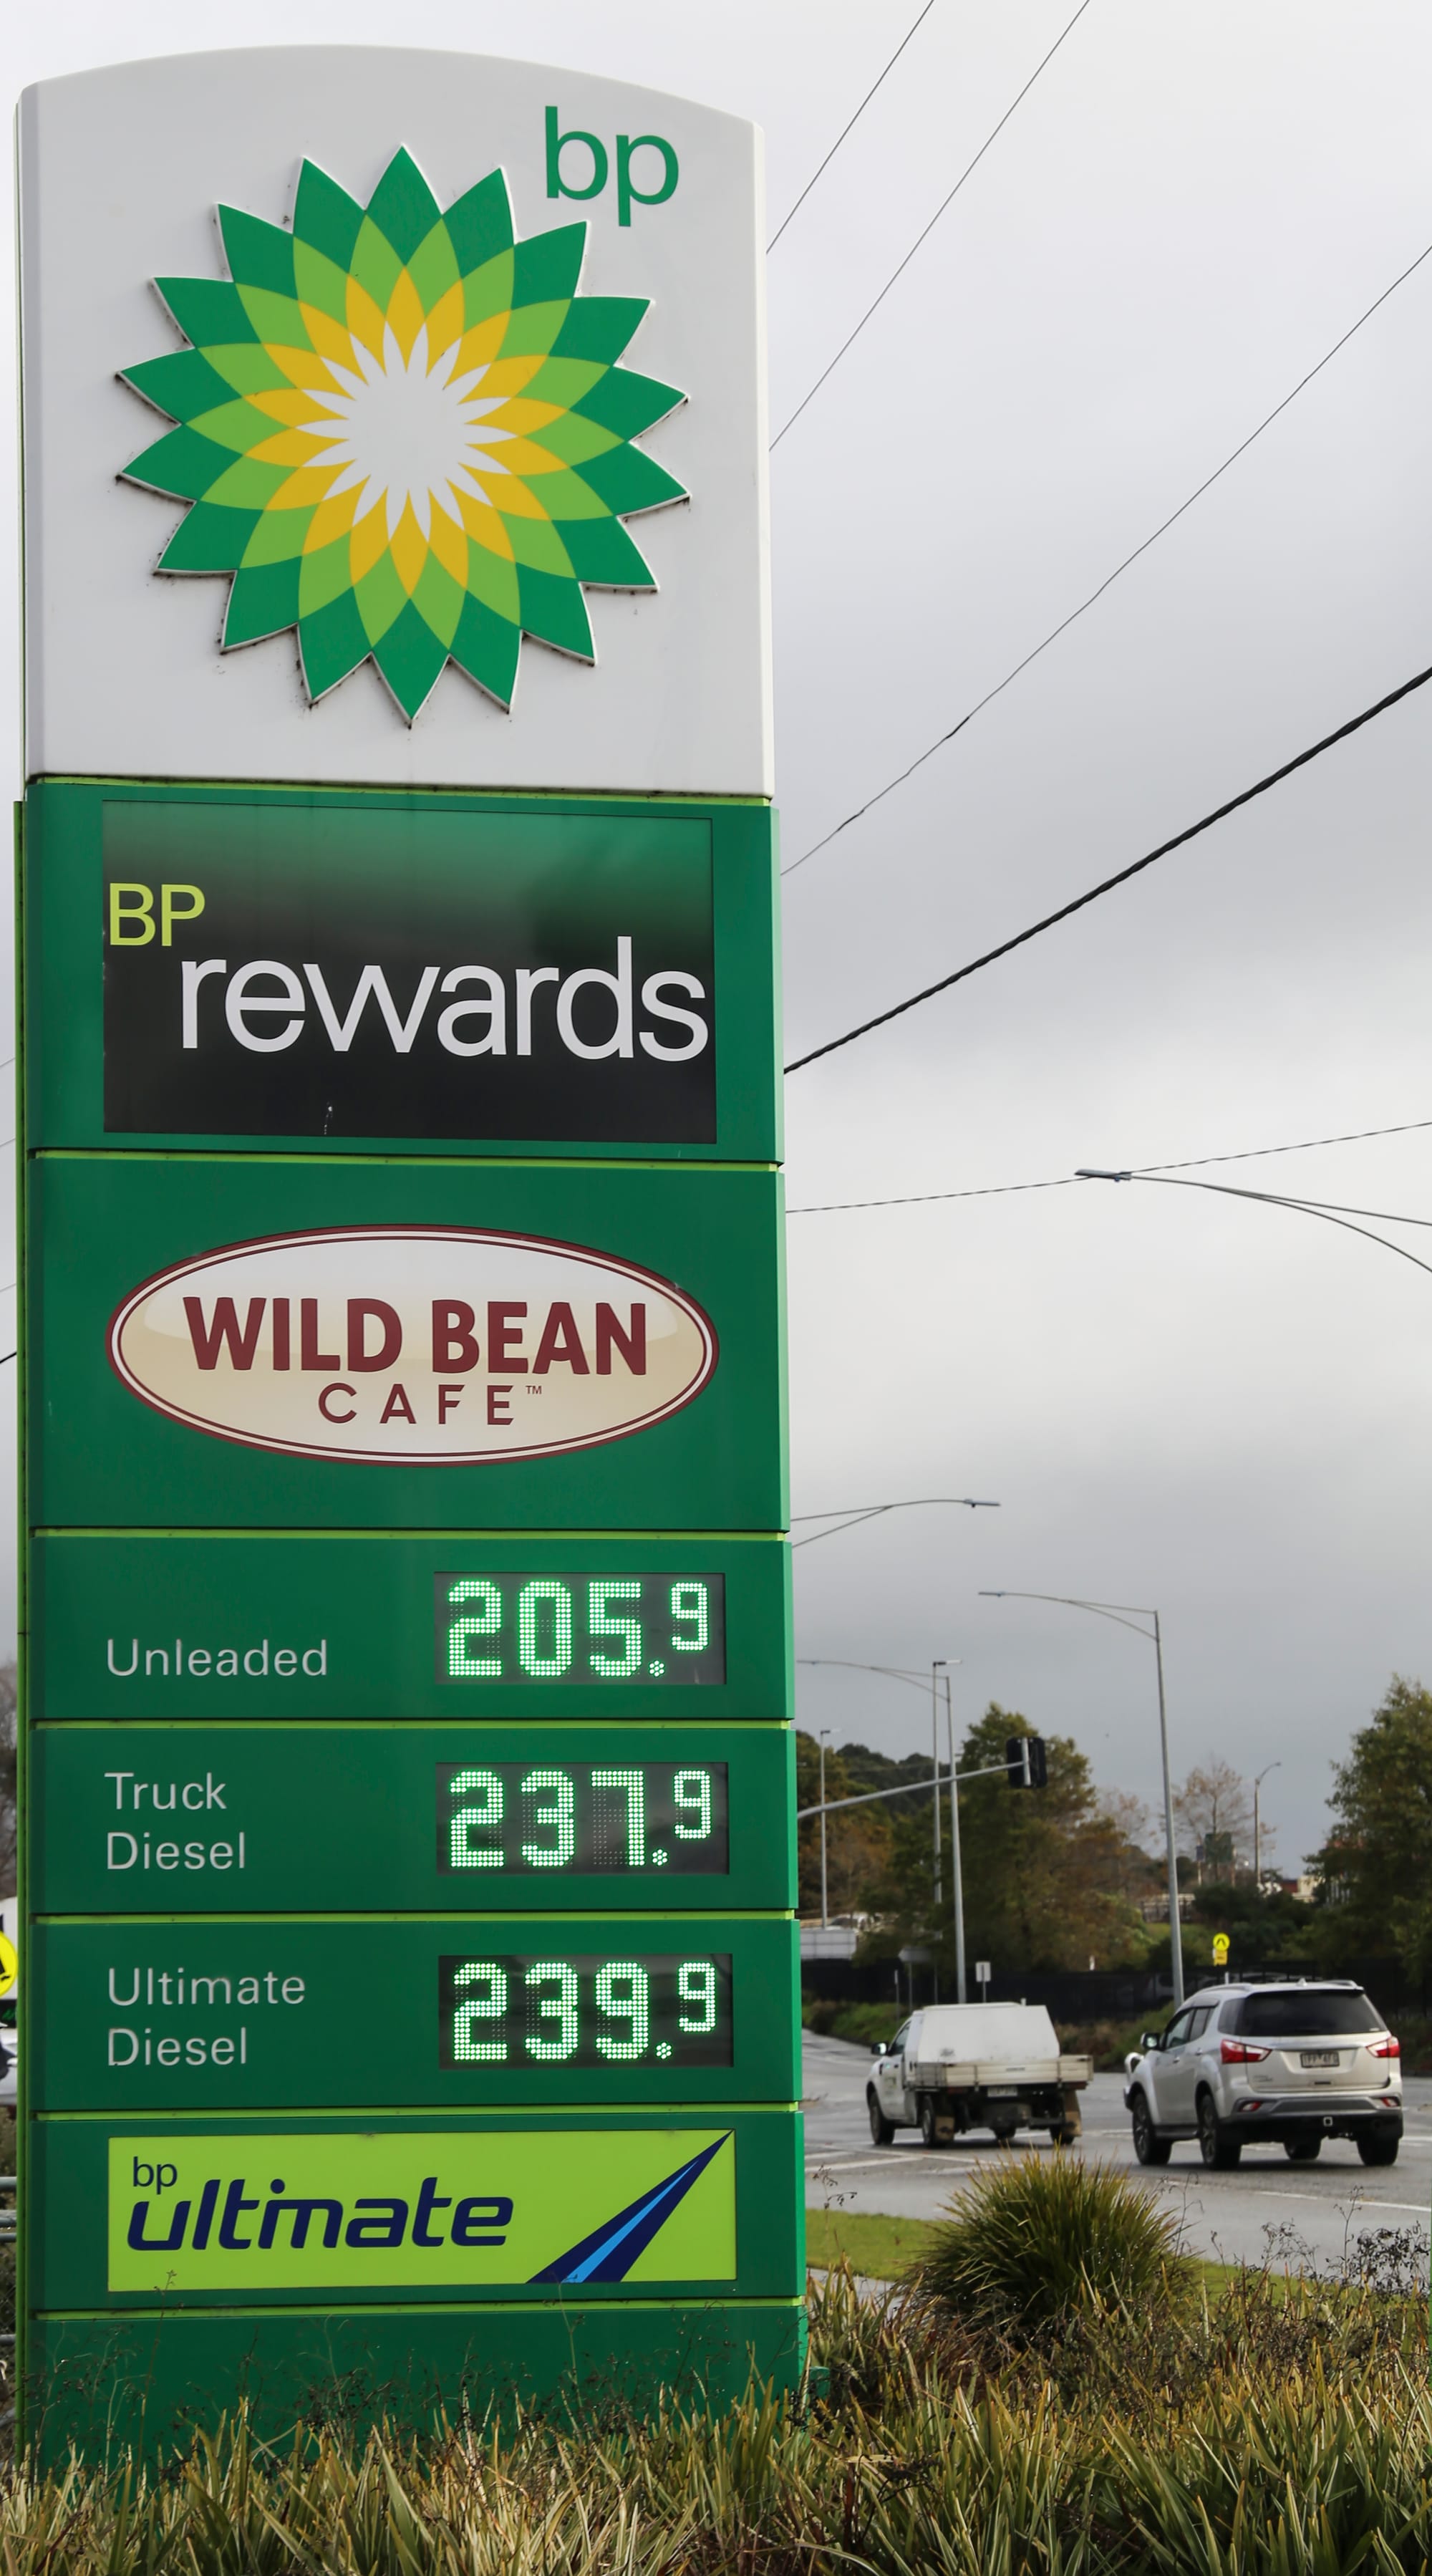 bp
BP
rewards
WILD BEAN
CAFE™
Unleaded 205.9
Truck
Diesel 237.9
Ultimate
Diesel 239.9
bp
ultimate